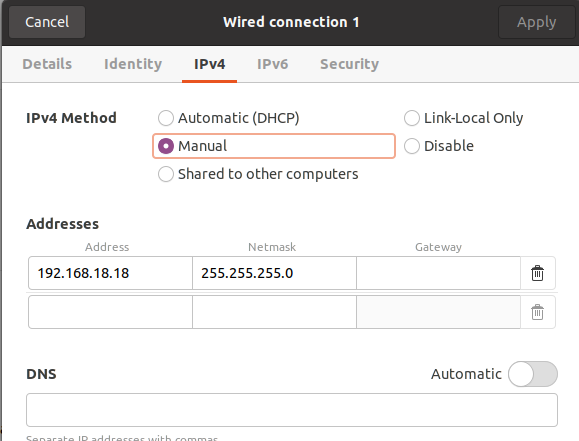 Cancel Wired connection 1 Apply
Details Identity IPv4 IPv6 Security
IPv4 Method Automatic (DHCP) Link-Local Only
Manual Disable
Shared to other computers
Addresses
Address Netmask Gateway
192.168.18.18 255.255.255.0
DNS Automatic
Separate IP addresses with commas